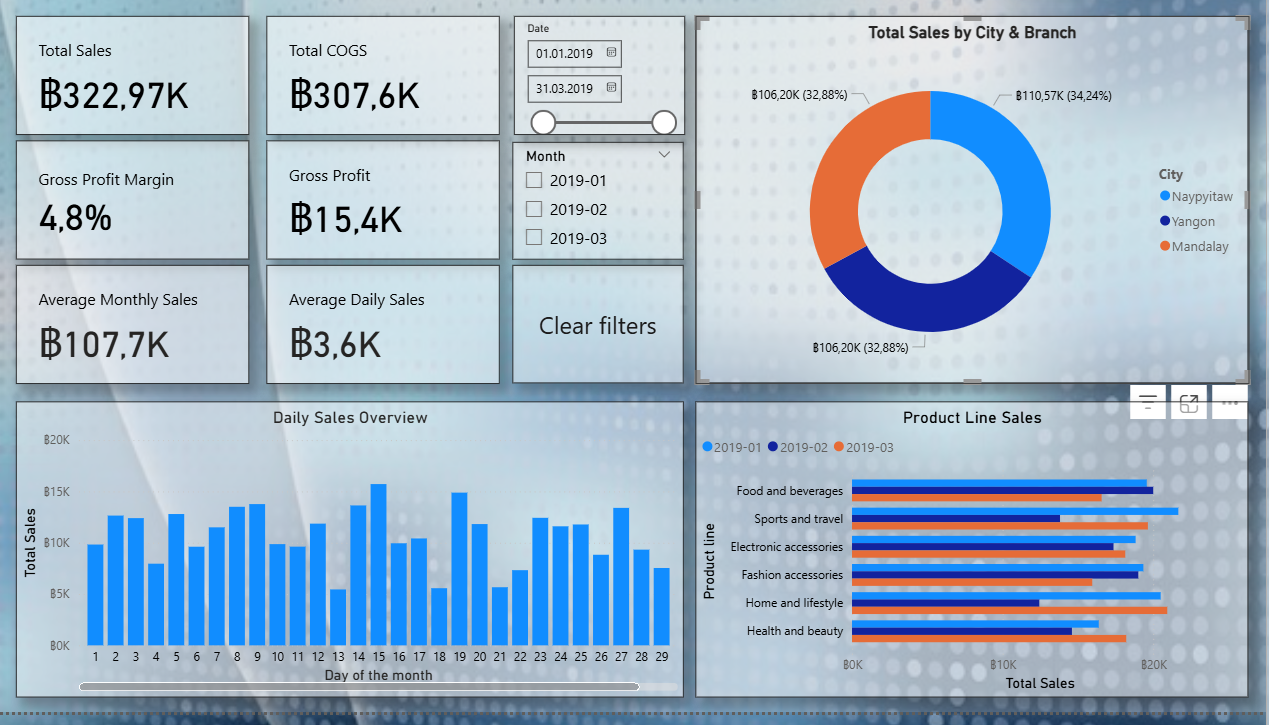 Total Sales
฿322,97K
Total COGS
฿307,6K
Date
01.01.2019
31.03.2019
Gross Profit Margin
4,8%
Gross Profit
฿15,4K
Month
2019-01
2019-02
2019-03
Average Monthly Sales
฿107,7K
Average Daily Sales
฿3,6K
Clear filters
Total Sales by City & Branch
฿106,20K (32,88%)
฿110,57K (34,24%)
฿106,20K (32,88%)
City
Naypyitaw
Yangon
Mandalay
Daily Sales Overview
Total Sales
฿20K
฿15K
฿10K
฿5K
฿0K
1 2 3 4 5 6 7 8 9 10 11 12 13 14 15 16 17 18 19 20 21 22 23 24 25 26 27 28 29
Day of the month
Product Line Sales
2019-01 2019-02 2019-03
Product line
Food and beverages
Sports and travel
Electronic accessories
Fashion accessories
Home and lifestyle
Health and beauty
฿0K ฿10K ฿20K
Total Sales